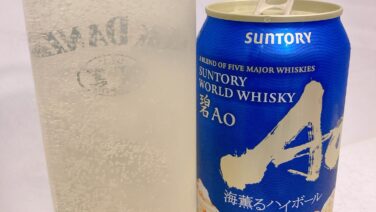 SUNTORY
A BLEND OF FIVE MAJOR WHISKIES
SUNTORY
WORLD WHISKY
碧Ao
Ao
海薫るハイボール